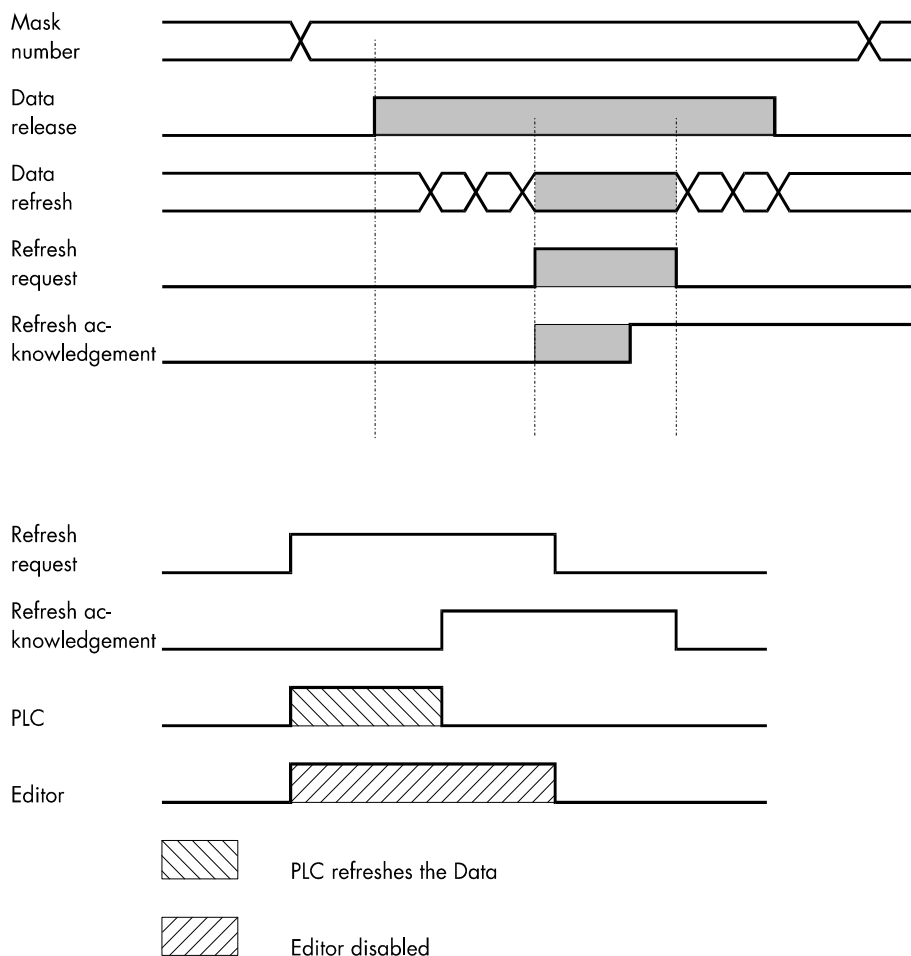 Mask
number
Data
release
Data
refresh
Refresh
request
Refresh ac-
knowledgement
Refresh
request
Refresh ac-
knowledgement
PLC
Editor
PLC refreshes the Data
Editor disabled